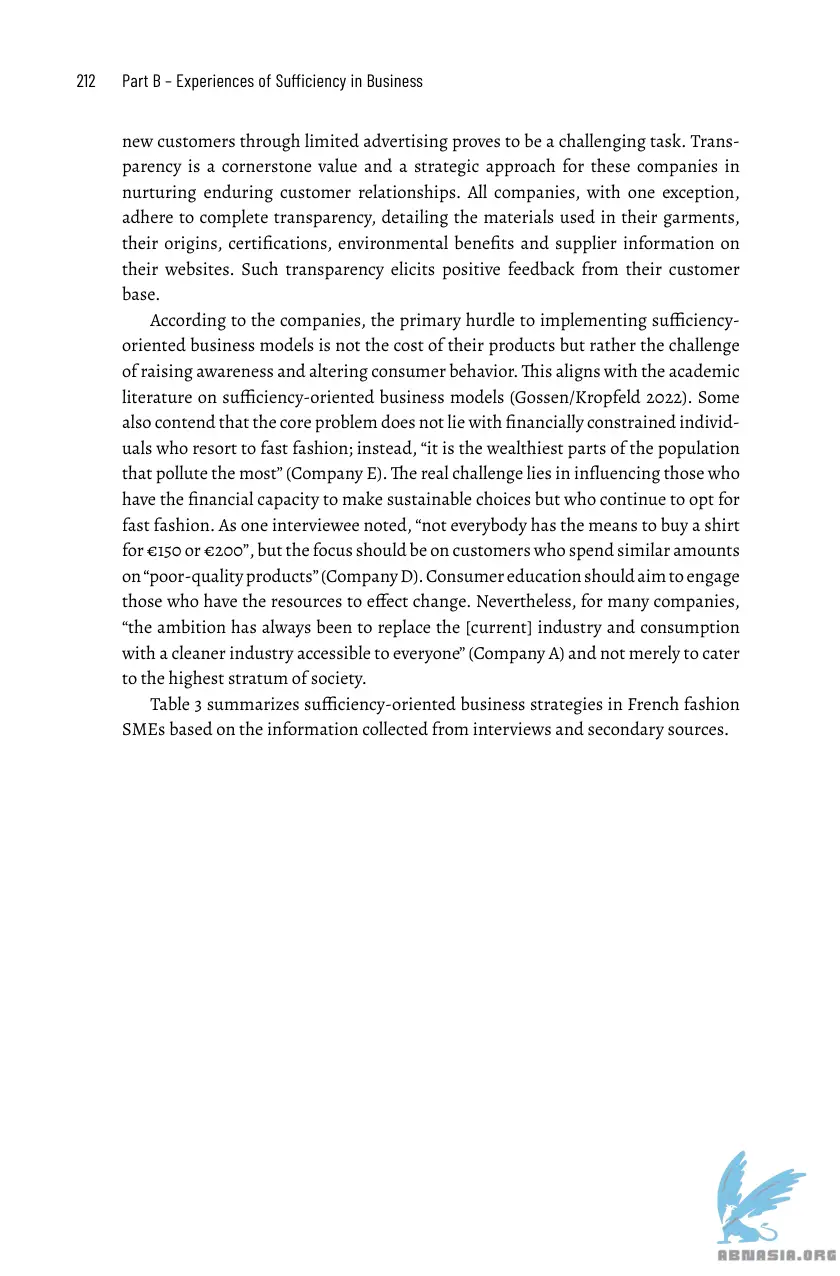 212 Part B – Experiences of Sufficiency in Business
new customers through limited advertising proves to be a challenging task. Trans-
parency is a cornerstone value and a strategic approach for these companies in
nurturing enduring customer relationships. All companies, with one exception,
adhere to complete transparency, detailing the materials used in their garments,
their origins, certifications, environmental benefits and supplier information on
their websites. Such transparency elicits positive feedback from their customer
base.
According to the companies, the primary hurdle to implementing sufficiency-
oriented business models is not the cost of their products but rather the challenge
of raising awareness and altering consumer behavior. This aligns with the academic
literature on sufficiency-oriented business models (Gossen/Kropfeld 2022). Some
also contend that the core problem does not lie with financially constrained individ-
uals who resort to fast fashion; instead, “it is the wealthiest parts of the population
that pollute the most” (Company E). The real challenge lies in influencing those who
have the financial capacity to make sustainable choices but who continue to opt for
fast fashion. As one interviewee noted, “not everybody has the means to buy a shirt
for €150 or €200”, but the focus should be on customers who spend similar amounts
on “poor-quality products” (Company D). Consumer education should aim to engage
those who have the resources to effect change. Nevertheless, for many companies,
“the ambition has always been to replace the [current] industry and consumption
with a cleaner industry accessible to everyone” (Company A) and not merely to cater
to the highest stratum of society.
Table 3 summarizes sufficiency-oriented business strategies in French fashion
SMEs based on the information collected from interviews and secondary sources.
ABNASIA.ORG